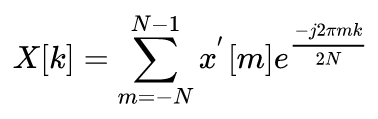 X[k] = \sum_{m=-N}^{N-1} x^{'}[m] e^{\frac{-j2\pi mk}{2N}}